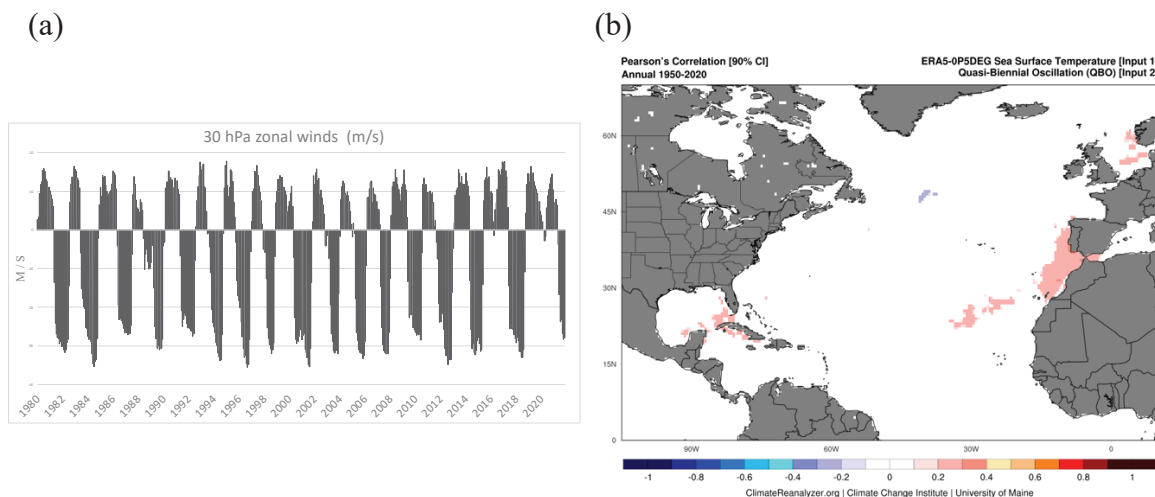 (a)
(b)
30 hPa zonal winds (m/s)
M / S
1980 1982 1984 1986 1988 1990 1992 1994 1996 1998 2000 2002 2004 2006 2008 2010 2012 2014 2016 2018 2020
Pearson's Correlation [90% CI]
Annual 1950-2020
ERA5-0P5DEG Sea Surface Temperature [Input 1
Quasi-Biennial Oscillation (QBO) [Input 2
60N
45N
30N
15N
0
90W 60W 30W 0
-1 -0.8 -0.6 -0.4 -0.2 0 0.2 0.4 0.6 0.8 1
ClimateReanalyzer.org | Climate Change Institute | University of Maine